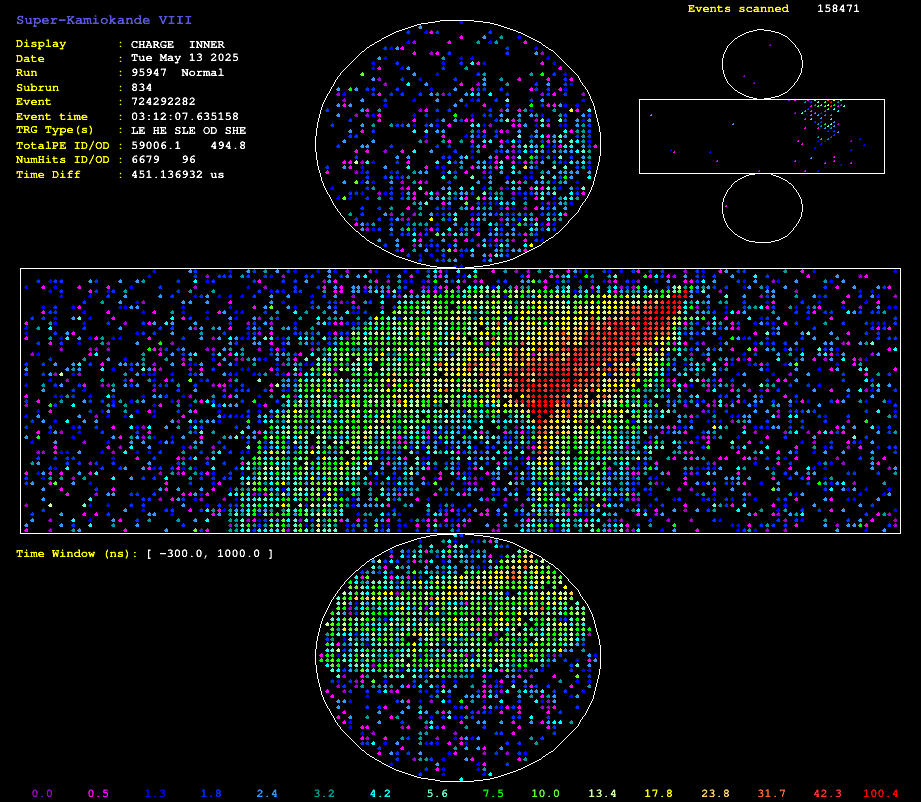 Super-Kamiokande VIII
Events scanned 158471
Display : CHARGE INNER
Date : Tue May 13 2025
Run : 95947 Normal
Subrun : 834
Event : 724292282
Event time : 03:12:07.635158
TRG Type(s) : LE HE SLE OD SHE
TotalPE ID/OD : 59006.1 494.8
NumHits ID/OD : 6679 96
Time Diff : 451.136932 us
Time Window (ns): [ −300.0, 1000.0 ]
0.0 0.5 1.3 1.8 2.4 3.2 4.2 5.6 7.5 10.0 13.4 17.8 23.8 31.7 42.3 100.4